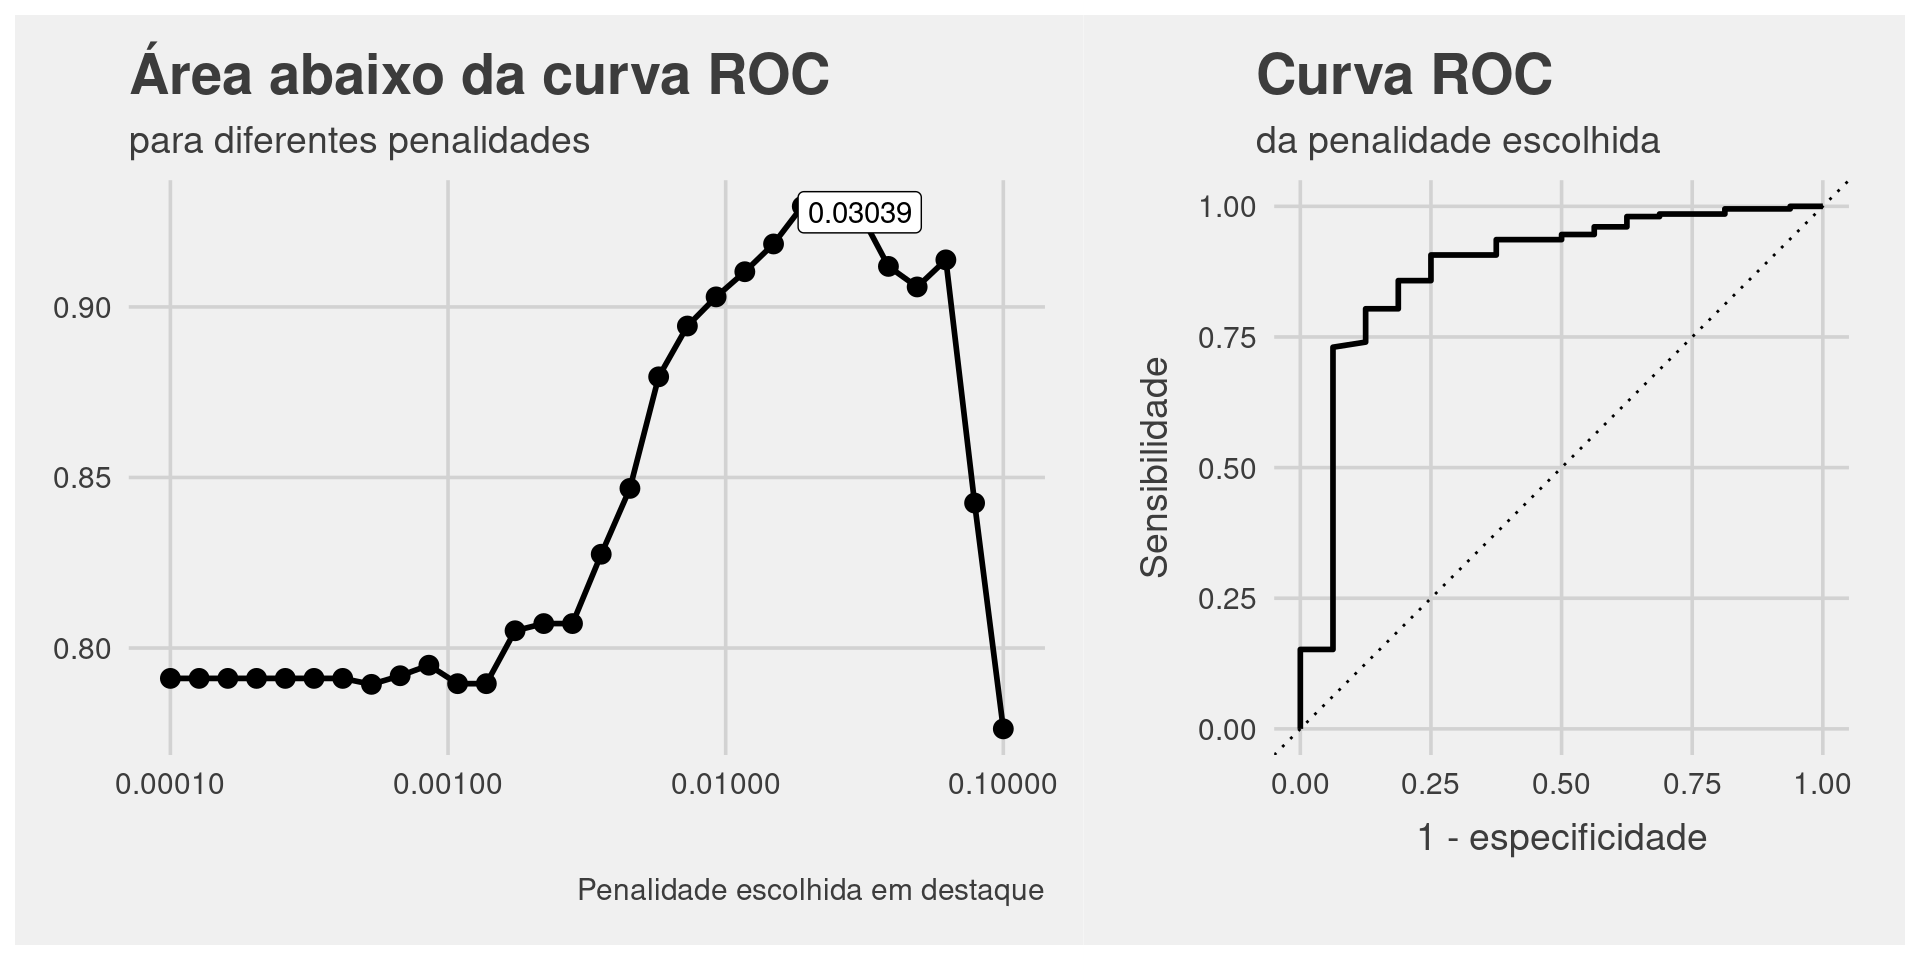 Área abaixo da curva ROC
para diferentes penalidades
0.03039
0.90
0.85
0.80
0.00010
0.00100
0.01000
0.10000
Penalidade escolhida em destaque
Curva ROC
da penalidade escolhida
Sensibilidade
1.00
0.75
0.50
0.25
0.00
0.00
0.25
0.50
0.75
1.00
1 - especificidade